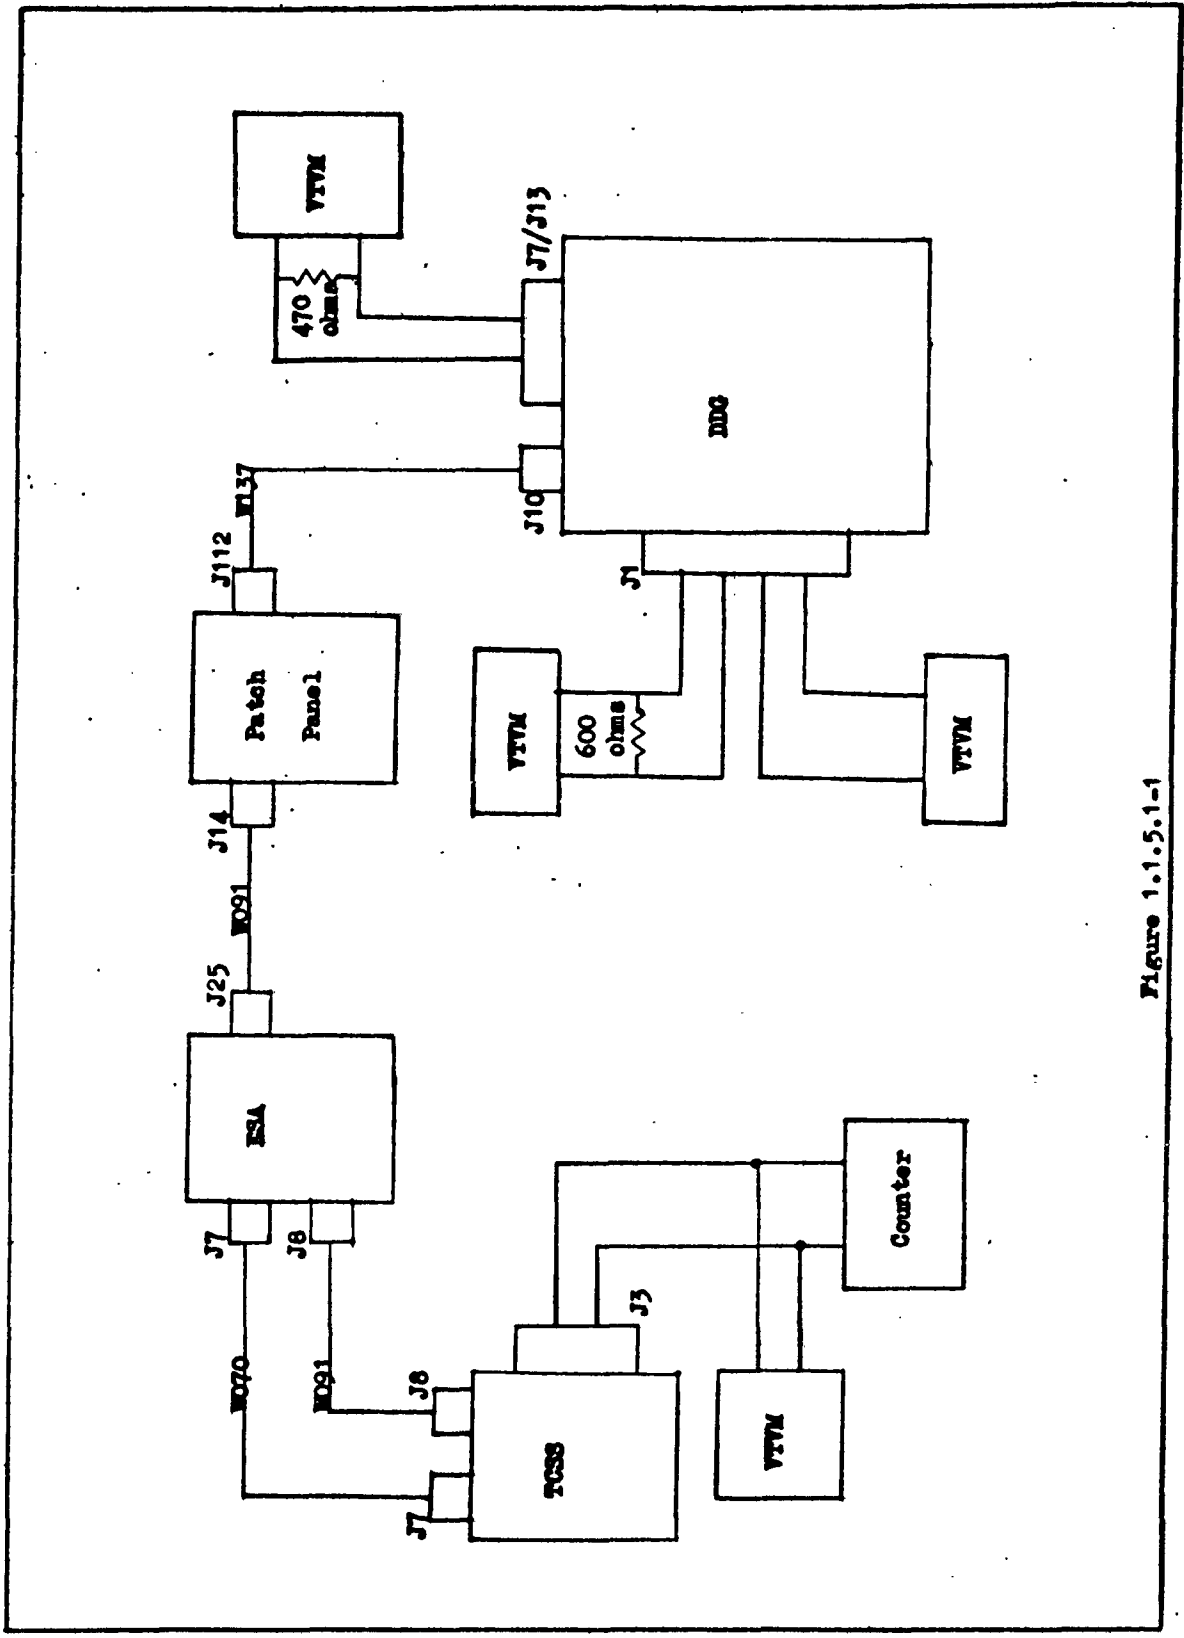 W070
W091
J7
J8
J7
J8
TCSS
J3
VTVM
Counter
ESA
J25
W091
J14
Patch
Panel
J112
W137
VTVM
470
ohms
J10
J7/J13
DDG
J1
VTVM
600
ohms
VTVM
Figure 1.1.5.1-1